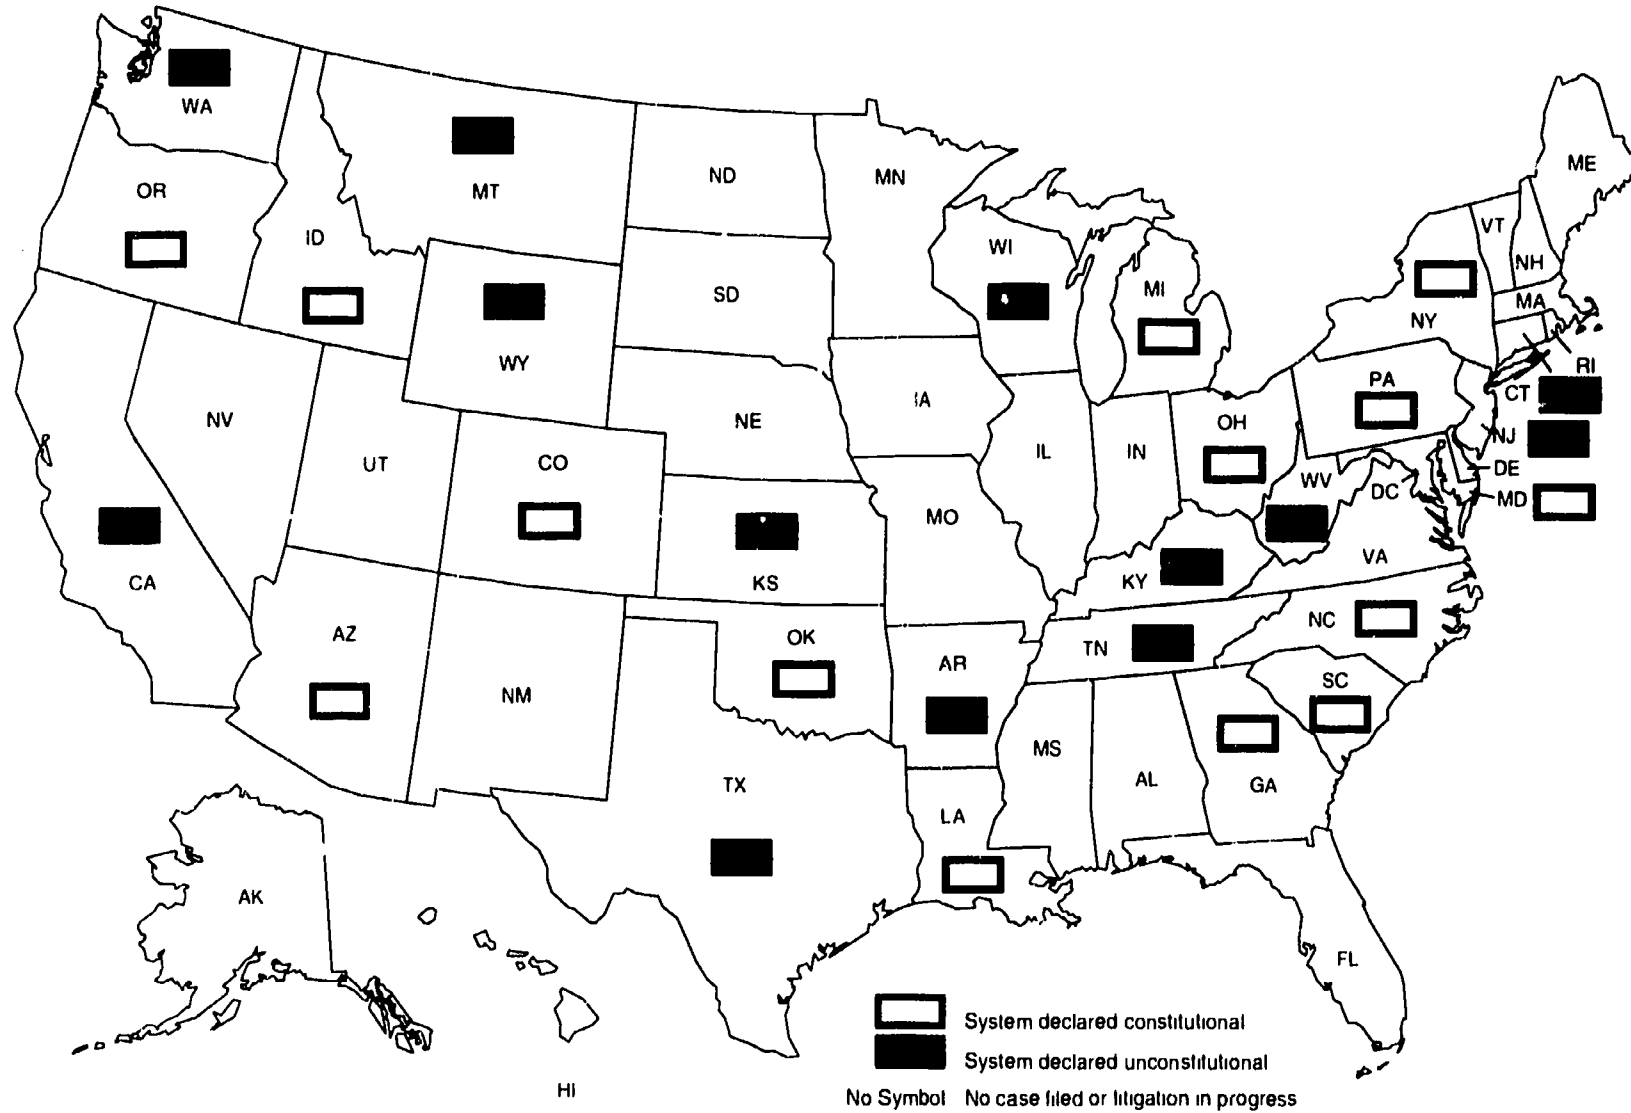 WA
ME
MT
ND
MN
OR
VT
ID
WI
NH
SD
MI
MA
NY
WY
RI
PA
CT
IA
NV
NE
OH
NJ
UT
CO
IL
IN
DE
WV
DC
MD
MO
VA
CA
KS
KY
NC
AZ
OK
TN
AR
SC
NM
MS
AL
GA
TX
LA
AK
FL
System declared constitutional
System declared unconstitutional
HI
No Symbol No case filed or litigation in progress